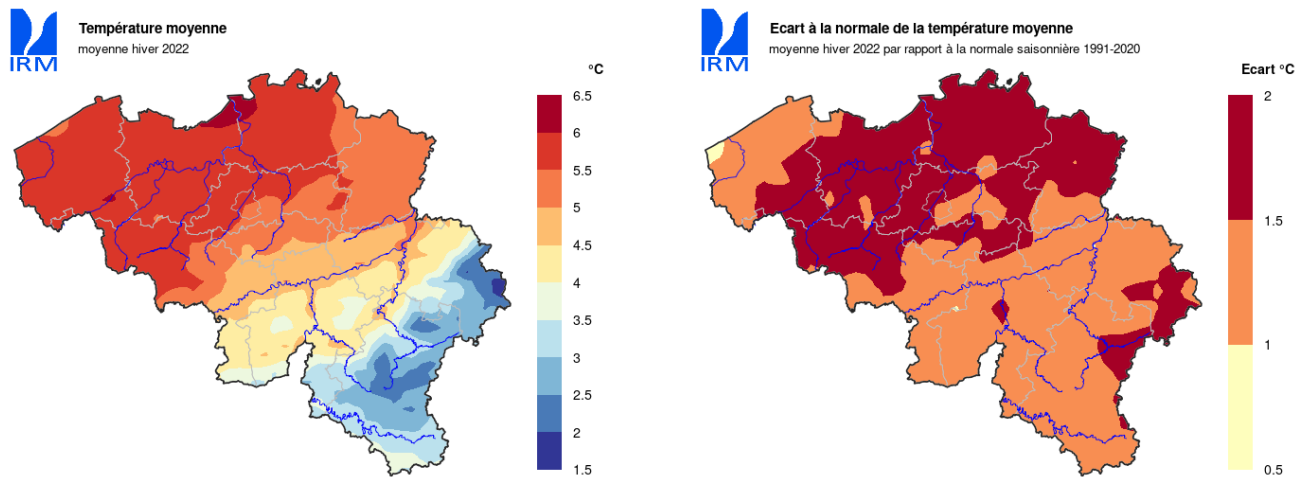 IRM
Température moyenne
moyenne hiver 2022
°C
6.5
6
5.5
5
4.5
4
3.5
3
2.5
2
1.5
IRM
Ecart à la normale de la température moyenne
moyenne hiver 2022 par rapport à la normale saisonnière 1991-2020
Ecart °C
2
1.5
1
0.5